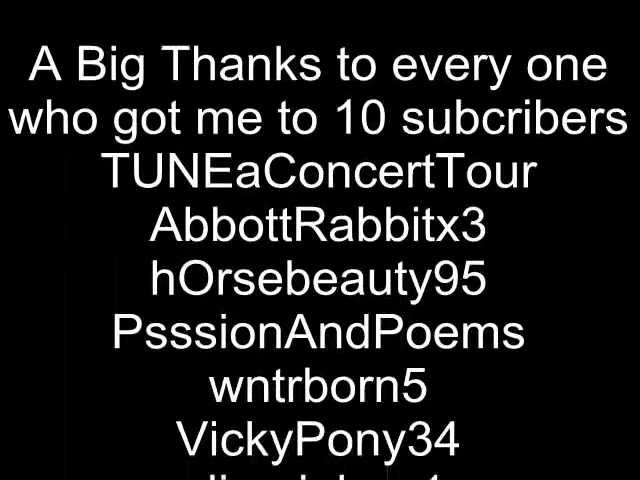 A Big Thanks to every one
who got me to 10 subcribers
TUNEaConcertTour
AbbottRabbitx3
hOrsebeauty95
PsssionAndPoems
wntrborn5
VickyPony34